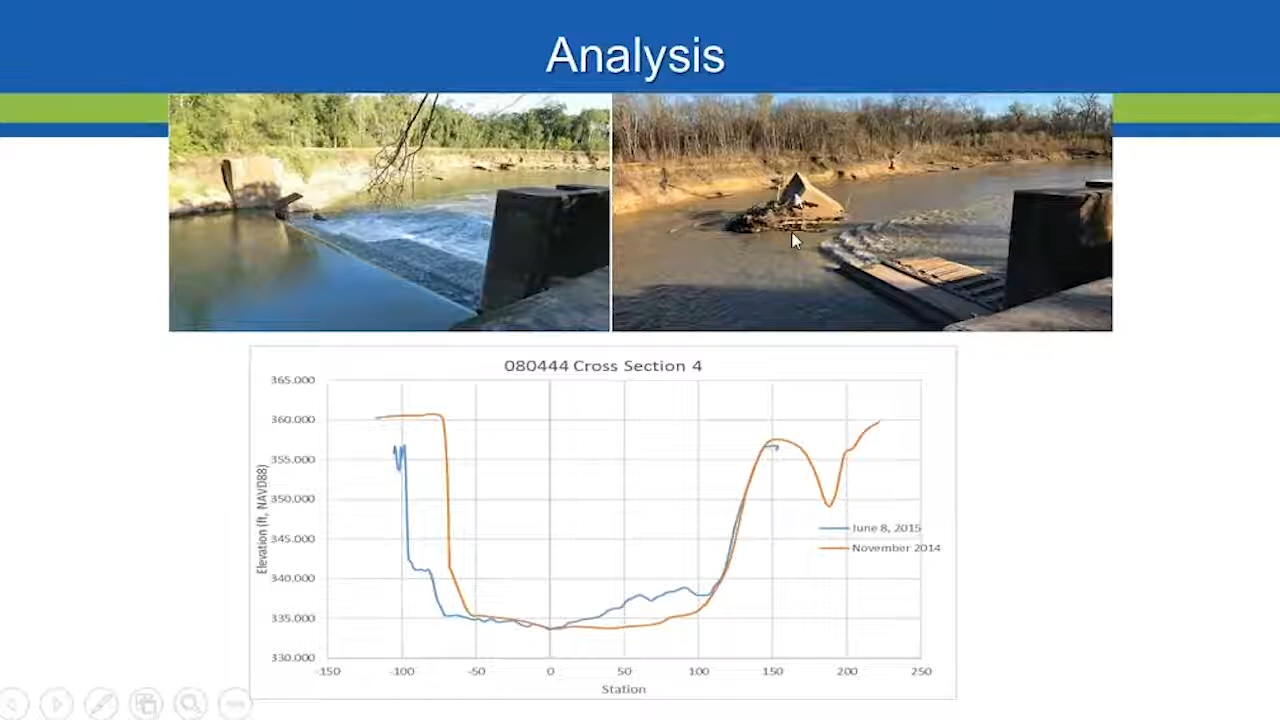 Analysis
080444 Cross Section 4
365.000
360.000
355.000
350.000
345.000
340.000
335.000
330.000
Elevation (ft, NAVD88)
-150 -100 -50 0 50 100 150 200 250
Station
June 8, 2015
November 2014